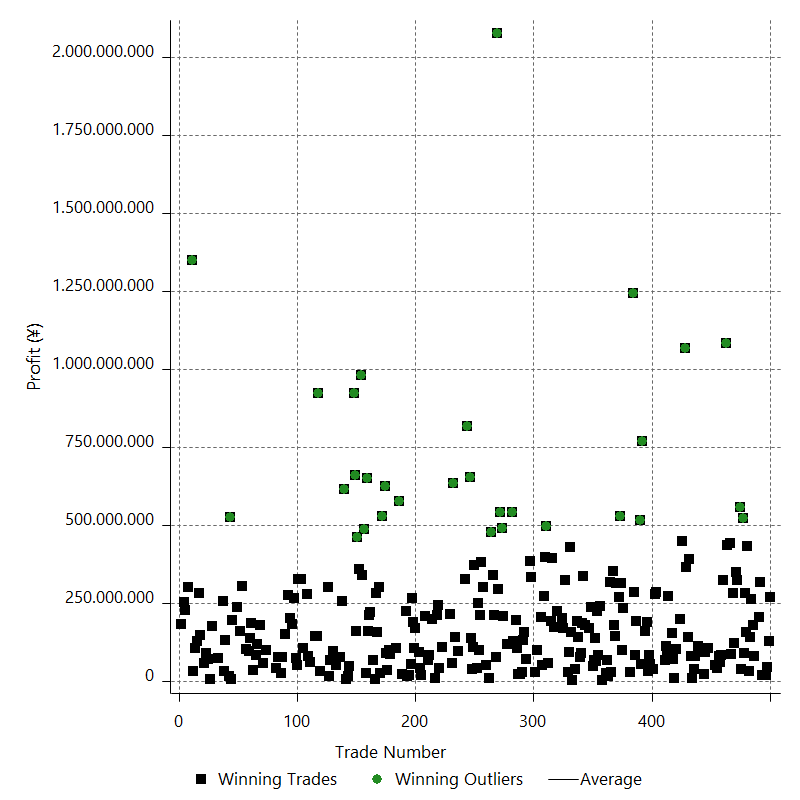 2.000.000.000
1.750.000.000
1.500.000.000
1.250.000.000
1.000.000.000
750.000.000
500.000.000
250.000.000
0
Profit (¥)
0 100 200 300 400
Trade Number
Winning Trades Winning Outliers Average